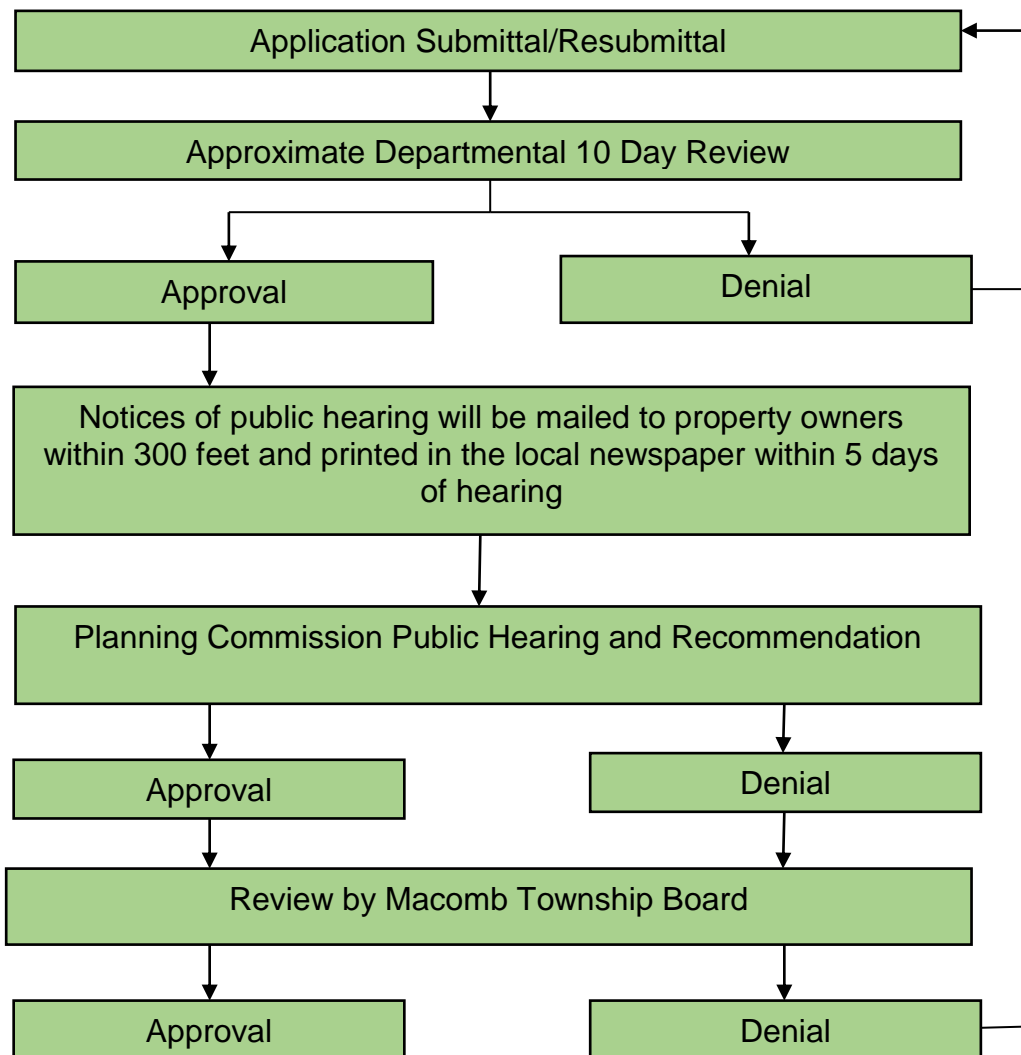 Application Submittal/Resubmittal
Approximate Departmental 10 Day Review
Approval
Denial
Notices of public hearing will be mailed to property owners
within 300 feet and printed in the local newspaper within 5 days
of hearing
Planning Commission Public Hearing and Recommendation
Approval
Denial
Review by Macomb Township Board
Approval
Denial